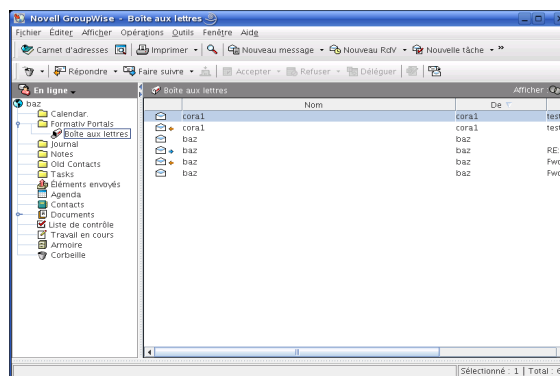 Novell GroupWise - Boîte aux lettres
Fichier Éditer Afficher Opérations Outils Fenêtre Aide
Carnet d'adresses Imprimer Nouveau message Nouveau RdV Nouvelle tâche »
Répondre Faire suivre Accepter Refuser Déléguer
En ligne Boîte aux lettres Afficher
baz Nom De
Calendar.
Formativ Portals
Boîte aux lettres
Journal
Notes
Old Contacts
Tasks
Éléments envoyés
Agenda
Contacts
Documents
Liste de contrôle
Travail en cours
Armoire
Corbeille
cora1 cora1 test
cora1 cora1 test
baz baz
baz baz RE:
baz baz Fwd
baz baz Fwd
Sélectionné : 1 Total : 6